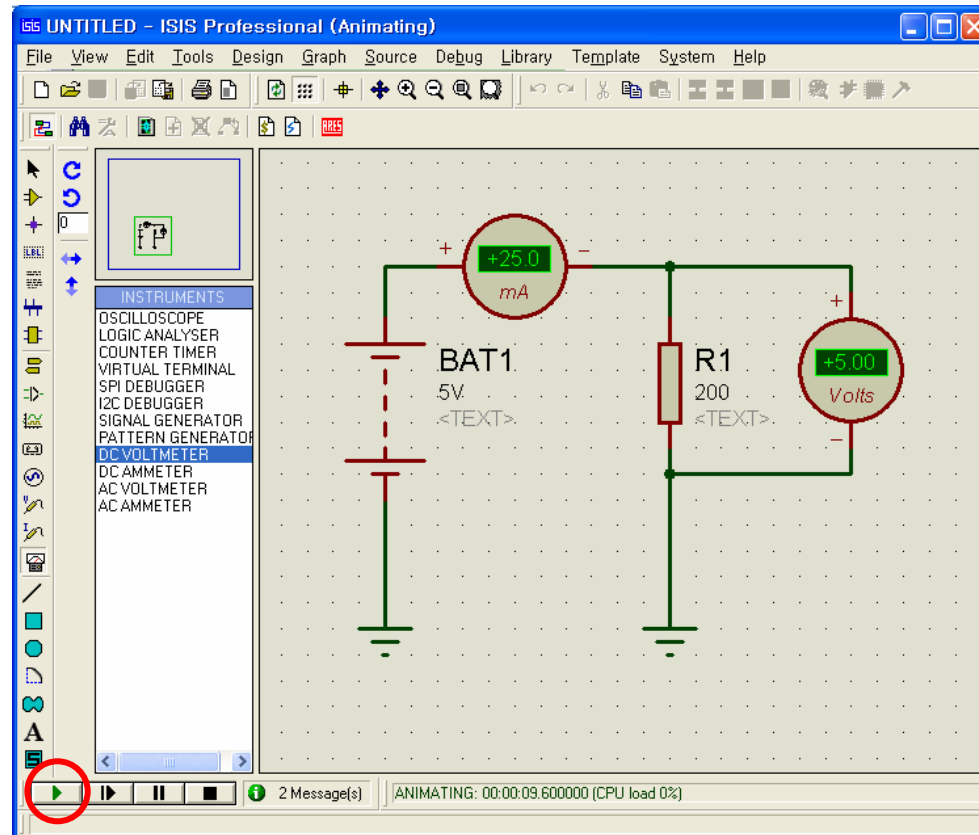 ISIS UNTITLED - ISIS Professional (Animating)
File View Edit Tools Design Graph Source Debug Library Template System Help
ARES
0
LBL
INSTRUMENTS
OSCILLOSCOPE
LOGIC ANALYSER
COUNTER TIMER
VIRTUAL TERMINAL
SPI DEBUGGER
I2C DEBUGGER
SIGNAL GENERATOR
PATTERN GENERATOR
DC VOLTMETER
DC AMMETER
AC VOLTMETER
AC AMMETER
+ -
+25.0
mA
BAT1
5V
<TEXT>
R1
200
<TEXT>
+
+5.00
Volts
-
A
S
2 Message(s)
ANIMATING: 00:00:09.600000 (CPU load 0%)